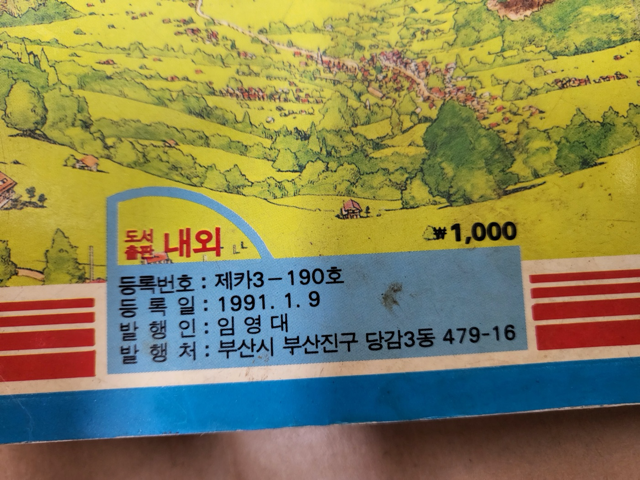 도서
출판 내외
₩1,000
등록번호 : 제카3-190호
등 록 일 : 1991. 1. 9
발 행 인 : 임 영 대
발 행 처 : 부산시 부산진구 당감3동 479-16